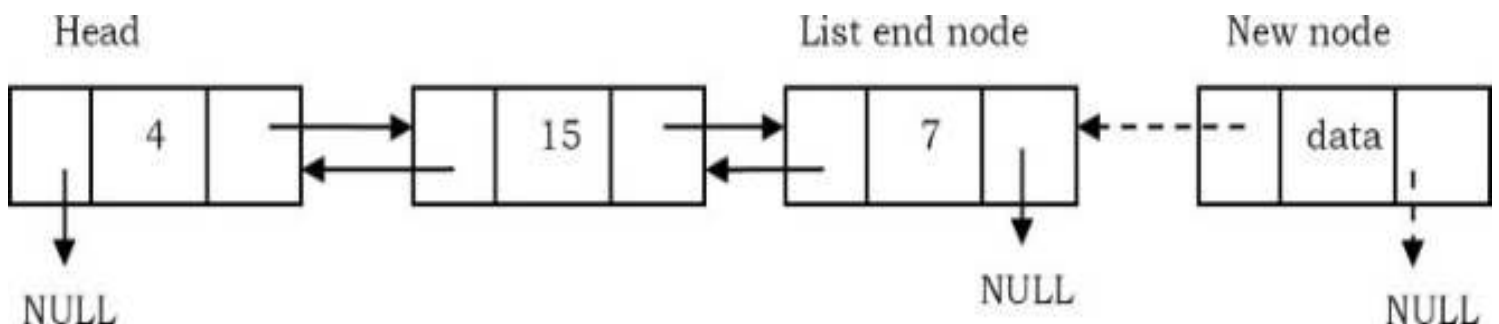 Head
List end node
New node
4
15
7
data
NULL
NULL
NULL